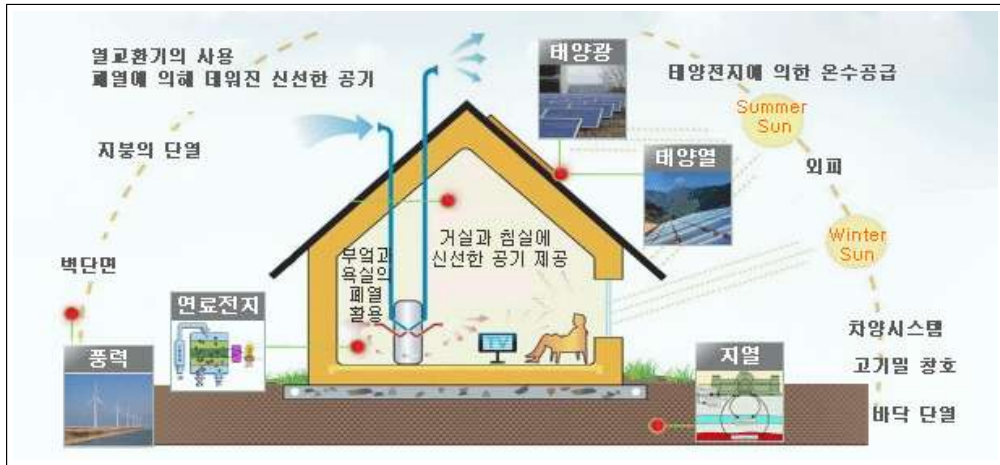 열교환기의 사용
폐열에 의해 데워진 신선한 공기
태양광
태양전지에 의한 온수공급
Summer
Sun
지붕의 단열
태양열
외피
거실과 침실에
신선한 공기 제공
Winter
Sun
부엌과
욕실의
폐열
활용
벽단면
연료전지
차양시스템
풍력
TV
지열
고기밀 창호
바닥 단열